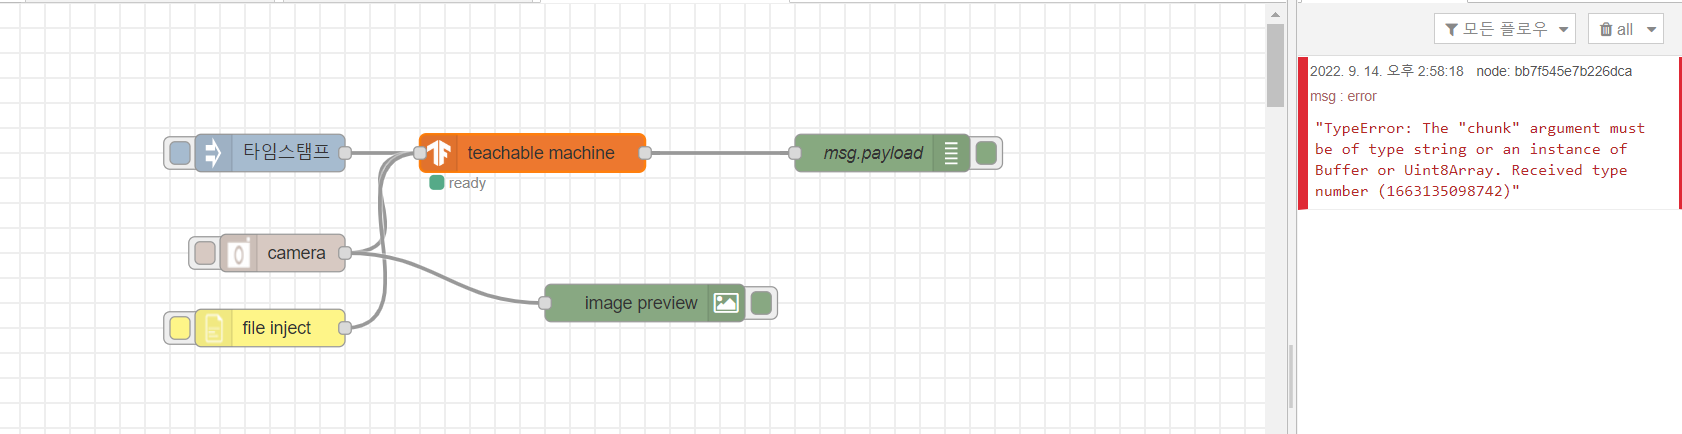 모든 플로우
all
2022. 9. 14. 오후 2:58:18 node: bb7f545e7b226dca
msg : error
"TypeError: The "chunk" argument must
be of type string or an instance of
Buffer or Uint8Array. Received type
number (1663135098742)"
타임스탬프
teachable machine
msg.payload
ready
camera
image preview
file inject